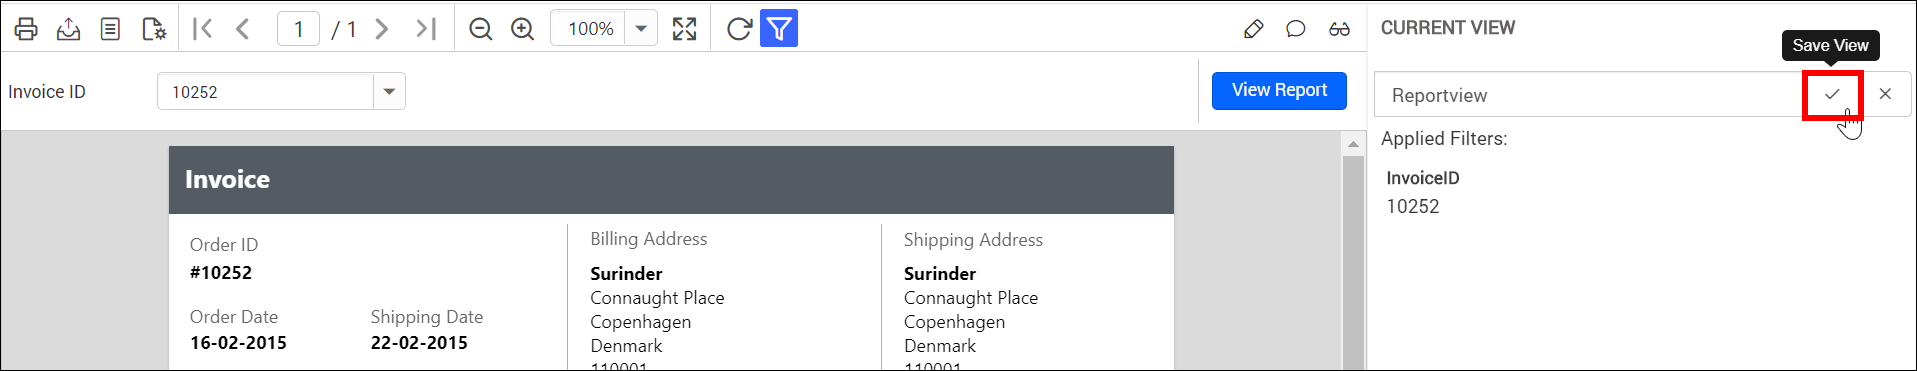 1 / 1
100%
CURRENT VIEW
Save View
Invoice ID
10252
View Report
Reportview
Applied Filters:
InvoiceID
10252
Invoice
Order ID
#10252
Order Date
16-02-2015
Shipping Date
22-02-2015
Billing Address
Surinder
Connaught Place
Copenhagen
Denmark
110001
Shipping Address
Surinder
Connaught Place
Copenhagen
Denmark
110001